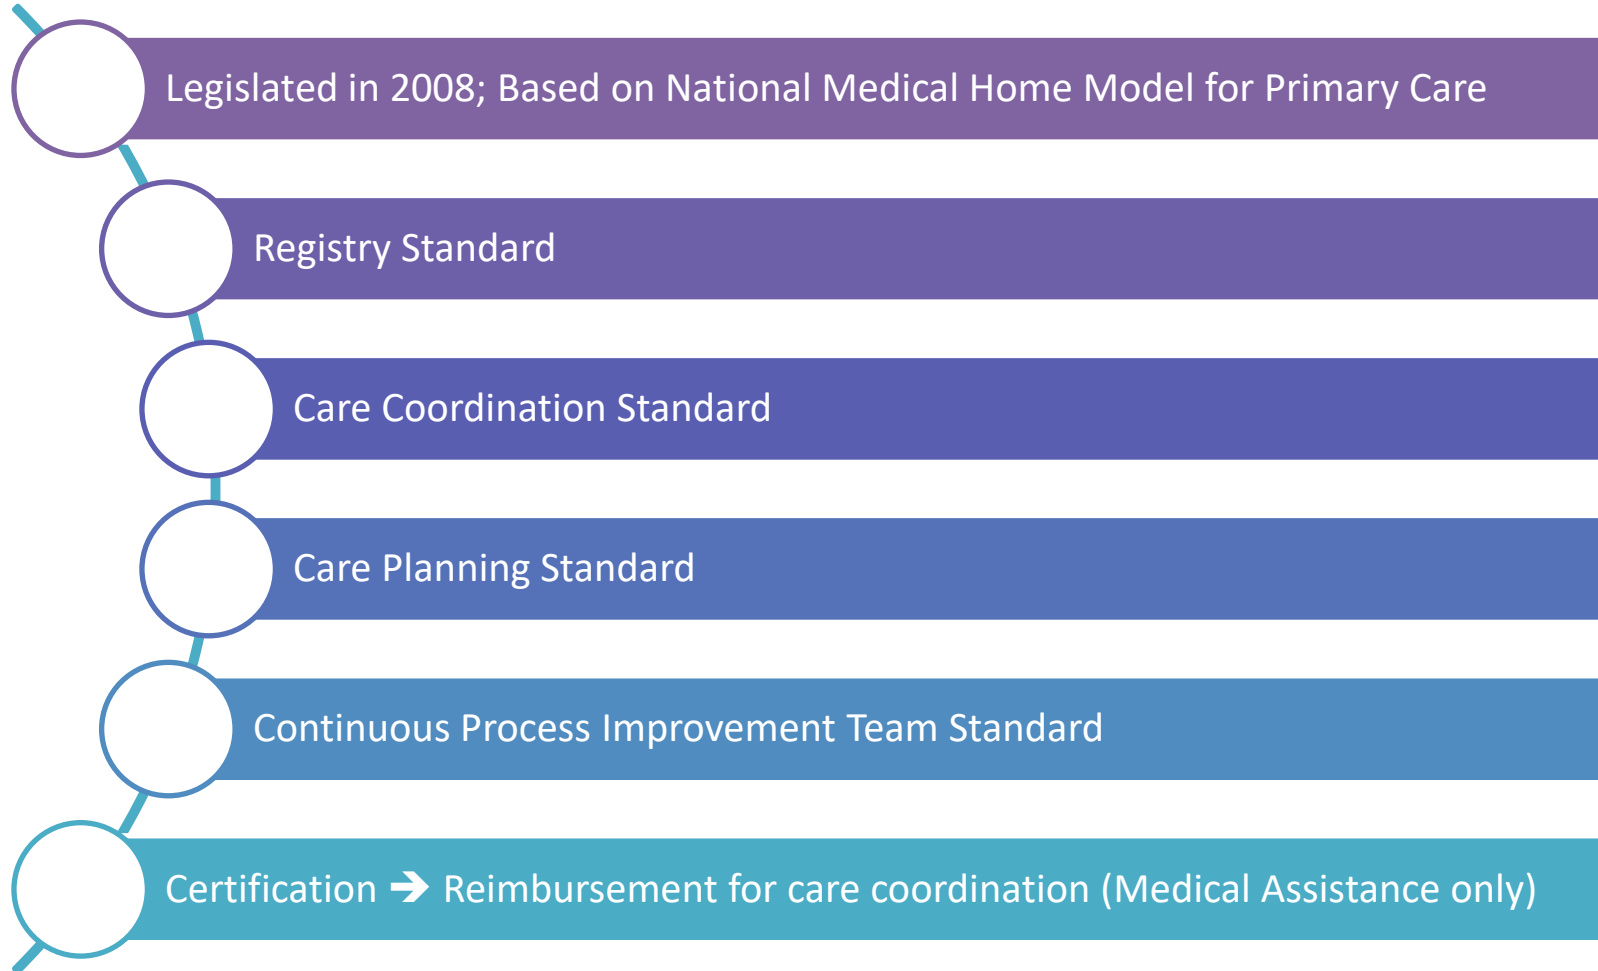 Legislated in 2008; Based on National Medical Home Model for Primary Care
Registry Standard
Care Coordination Standard
Care Planning Standard
Continuous Process Improvement Team Standard
Certification ➔ Reimbursement for care coordination (Medical Assistance only)